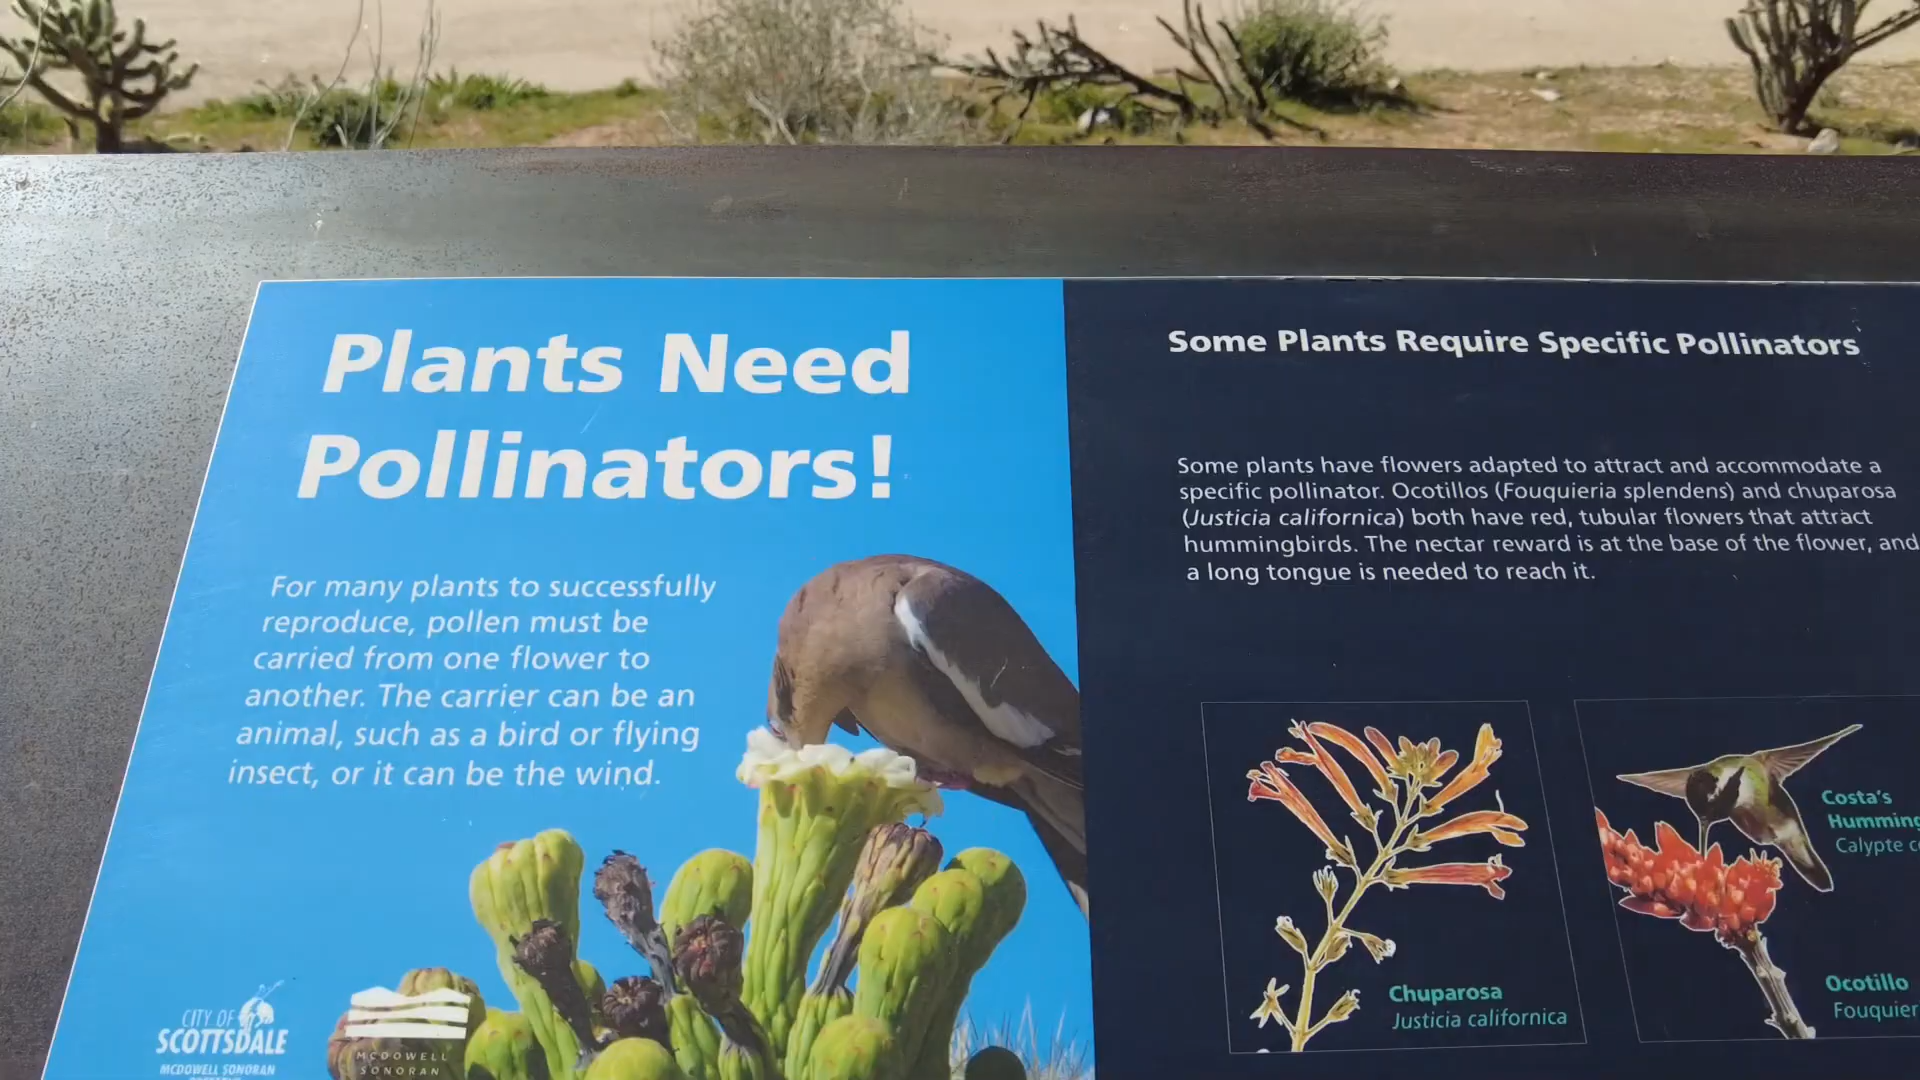 Plants Need
Pollinators!
For many plants to successfully
reproduce, pollen must be
carried from one flower to
another. The carrier can be an
animal, such as a bird or flying
insect, or it can be the wind.
CITY OF
SCOTTSDALE
MCDOWELL SONORAN
MCDOWELL
SONORAN
Some Plants Require Specific Pollinators
Some plants have flowers adapted to attract and accommodate a
specific pollinator. Ocotillos (Fouquieria splendens) and chuparosa
(Justicia californica) both have red, tubular flowers that attract
hummingbirds. The nectar reward is at the base of the flower, and
a long tongue is needed to reach it.
Chuparosa
Justicia californica
Costa's
Humming
Calypte
Ocotillo
Fouquier